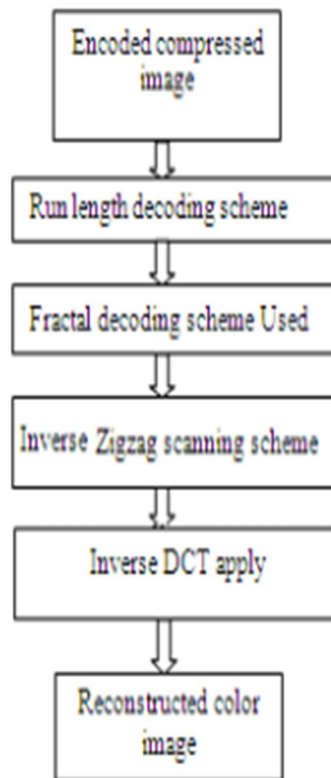 Encoded compressed
image
Run length decoding scheme
Fractal decoding scheme Used
Inverse Zigzag scanning scheme
Inverse DCT apply
Reconstructed color
image